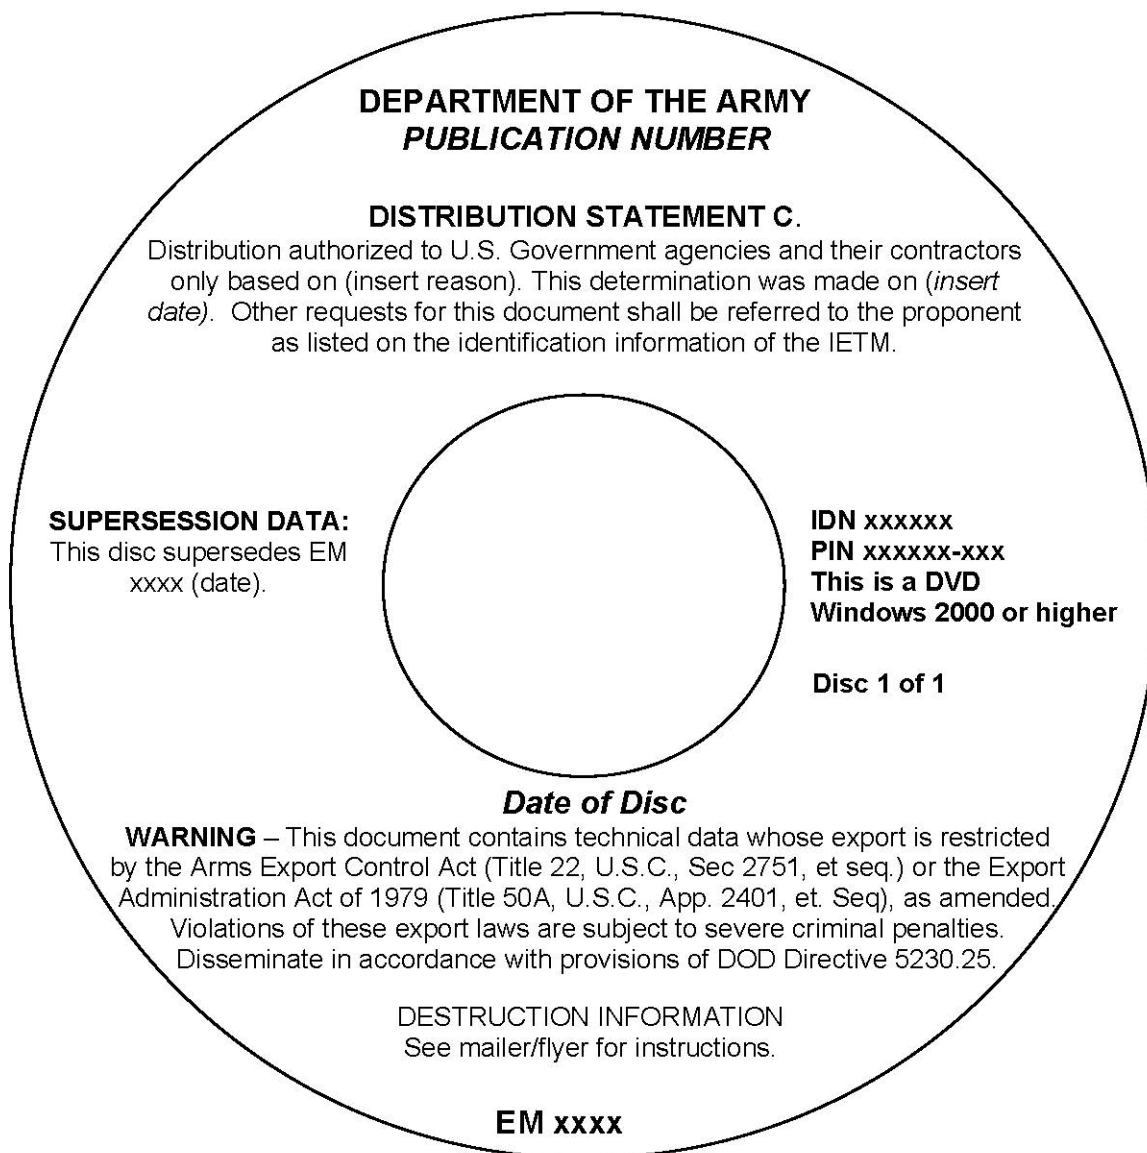 DEPARTMENT OF THE ARMY
PUBLICATION NUMBER
DISTRIBUTION STATEMENT C.
Distribution authorized to U.S. Government agencies and their contractors
only based on (insert reason). This determination was made on (insert
date).  Other requests for this document shall be referred to the proponent
as listed on the identification information of the IETM.
SUPERSESSION DATA:
This disc supersedes EM
xxxx (date).
IDN xxxxxx
PIN xxxxxx-xxx
This is a DVD
Windows 2000 or higher
Disc 1 of 1
Date of Disc
WARNING – This document contains technical data whose export is restricted
by the Arms Export Control Act (Title 22, U.S.C., Sec 2751, et seq.) or the Export
Administration Act of 1979 (Title 50A, U.S.C., App. 2401, et. Seq), as amended.
Violations of these export laws are subject to severe criminal penalties.
Disseminate in accordance with provisions of DOD Directive 5230.25.
DESTRUCTION INFORMATION
See mailer/flyer for instructions.
EM xxxx